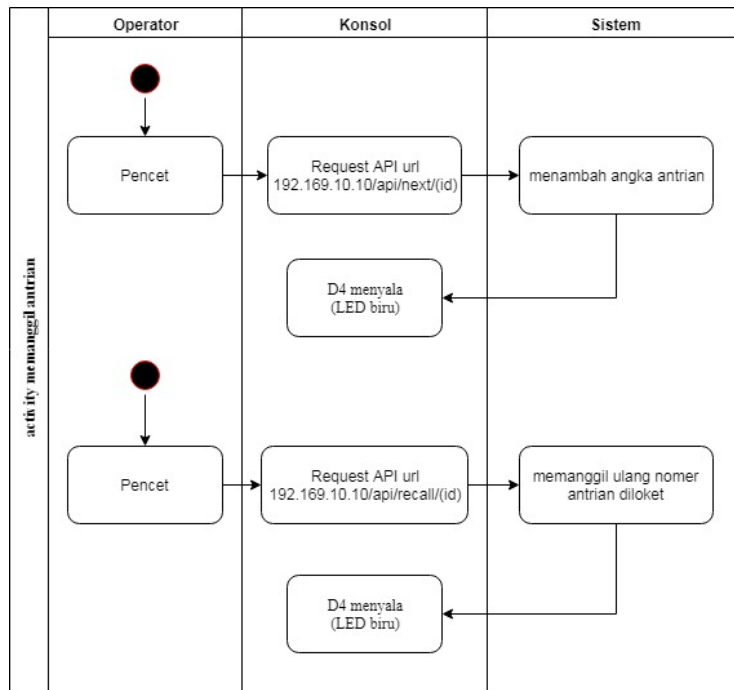 Operator
Konsol
Sistem
activity memanggil antrian
Pencet
Request API url
192.169.10.10/api/next/(id)
menambah angka antrian
D4 menyala
(LED biru)
Pencet
Request API url
192.169.10.10/api/recall/(id)
memanggil ulang nomer
antrian diloket
D4 menyala
(LED biru)